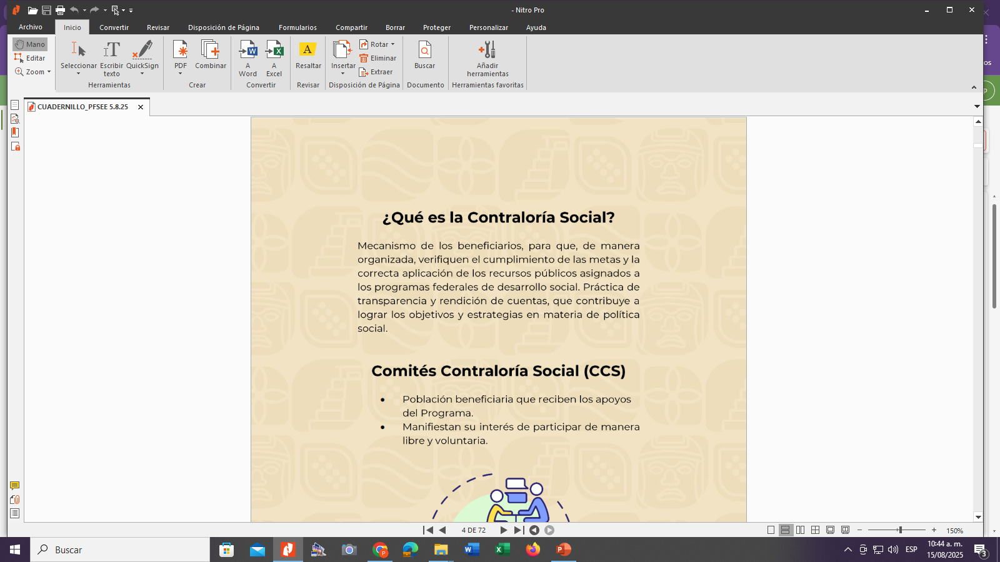 - Nitro Pro
Archivo Inicio Convertir Revisar Disposición de Página Formularios Compartir Borrar Proteger Personalizar Ayuda
Mano
Editar
Zoom
Seleccionar
Escribir texto
QuickSign
Herramientas
PDF
Combinar
Crear
A Word
A Excel
Convertir
A
Resaltar
Revisar
Insertar
Rotar
Eliminar
Extraer
Disposición de Página
Buscar
Documento
Añadir herramientas
Herramientas favoritas
os
P
CUADERNILLO_PFSEE 5.8.25
¿Qué es la Contraloría Social?
Mecanismo de los beneficiarios, para que, de manera
organizada, verifiquen el cumplimiento de las metas y la
correcta aplicación de los recursos públicos asignados a
los programas federales de desarrollo social. Práctica de
transparencia y rendición de cuentas, que contribuye a
lograr los objetivos y estrategias en materia de política
social.
Comités Contraloría Social (CCS)
• Población beneficiaria que reciben los apoyos
del Programa.
• Manifiestan su interés de participar de manera
libre y voluntaria.
4 DE 72
150%
Buscar
ESP
10:44 a. m.
15/08/2025
3